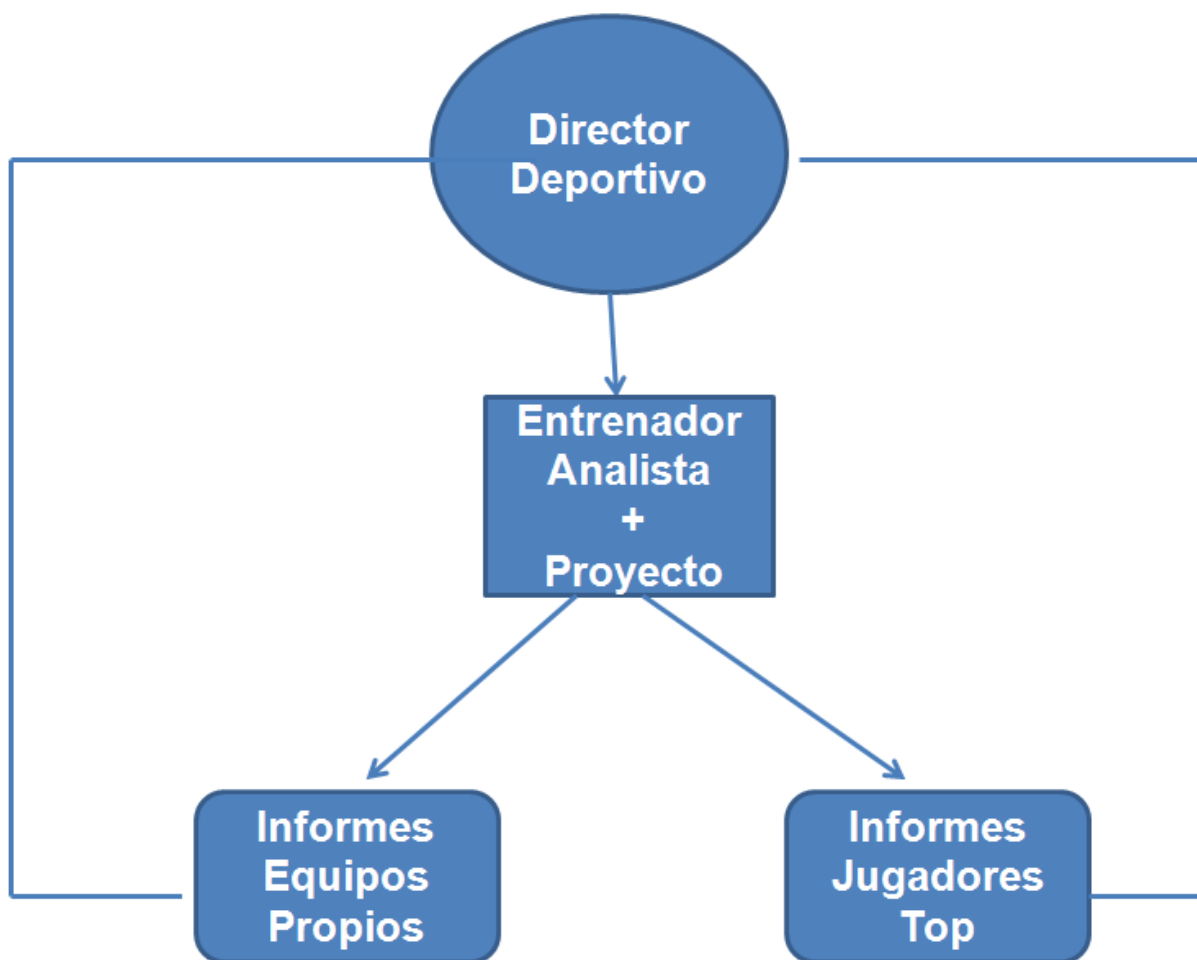 Director
Deportivo
Entrenador
Analista
+
Proyecto
Informes
Equipos
Propios
Informes
Jugadores
Top